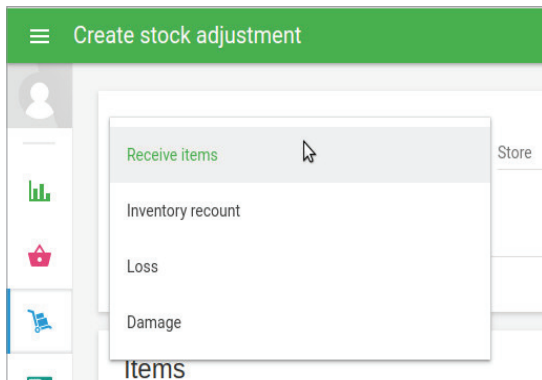 Create stock adjustment
Receive items
Store
Inventory recount
Loss
Damage
Items